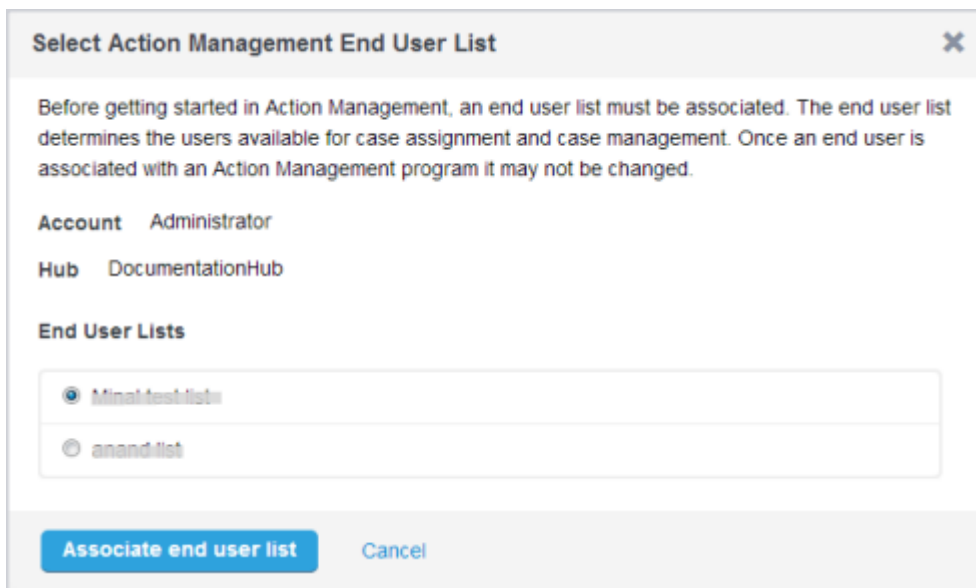 Select Action Management End User List
Before getting started in Action Management, an end user list must be associated. The end user list
determines the users available for case assignment and case management. Once an end user is
associated with an Action Management program it may not be changed.
Account Administrator
Hub DocumentationHub
End User Lists
Minal test list
anand list
Associate end user list Cancel